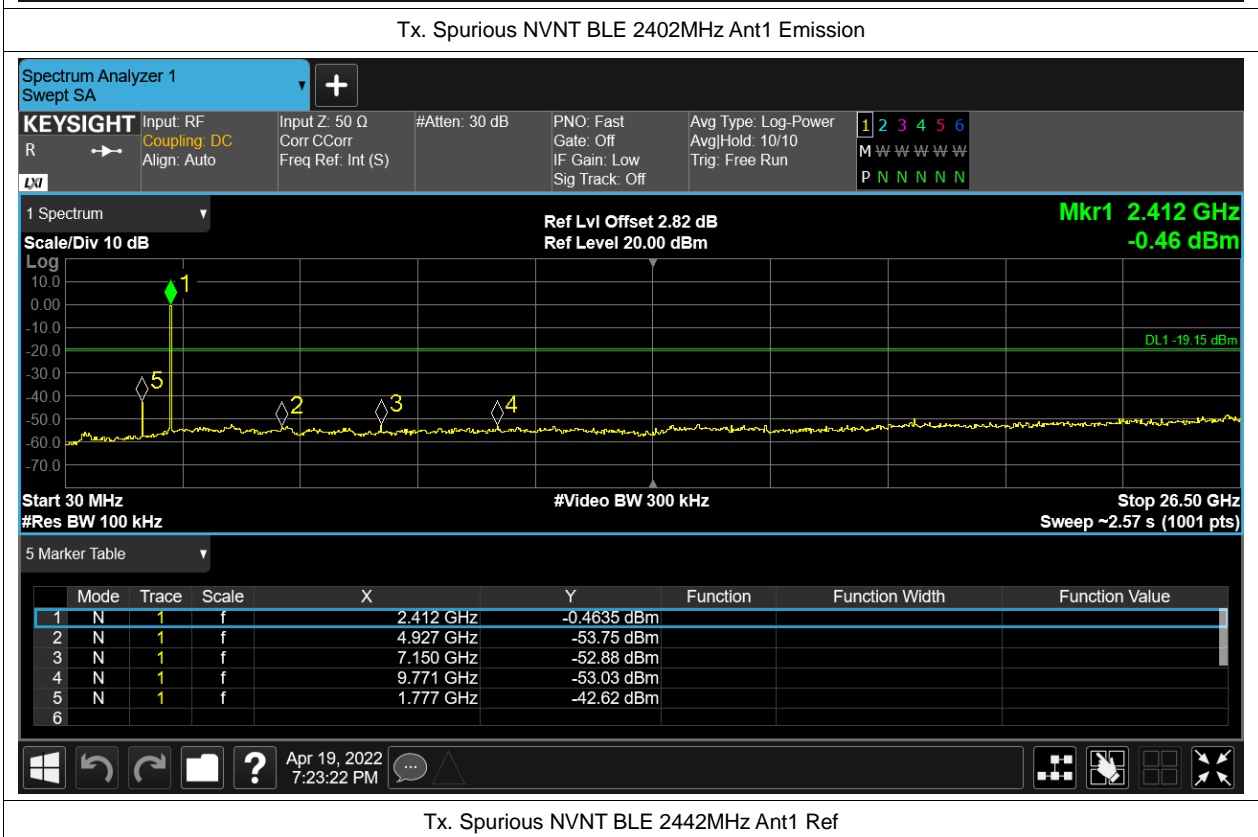 Tx. Spurious NVNT BLE 2402MHz Ant1 Emission
Spectrum Analyzer 1
Swept SA
KEYSIGHT
R
LXI
Input: RF
Coupling: DC
Align: Auto
Input Z: 50 Ω
Corr CCorr
Freq Ref: Int (S)
#Atten: 30 dB
PNO: Fast
Gate: Off
IF Gain: Low
Sig Track: Off
Avg Type: Log-Power
Avg|Hold: 10/10
Trig: Free Run
1 2 3 4 5 6
M W W W W W
P N N N N N
1 Spectrum
Scale/Div 10 dB
Ref Lvl Offset 2.82 dB
Ref Level 20.00 dBm
Mkr1 2.412 GHz
-0.46 dBm
Log
10.0
0.00
-10.0
-20.0
-30.0
-40.0
-50.0
-60.0
-70.0
1
5
2
3
4
DL1 -19.15 dBm
Start 30 MHz
#Res BW 100 kHz
#Video BW 300 kHz
Stop 26.50 GHz
Sweep ~2.57 s (1001 pts)
5 Marker Table
Mode Trace Scale X Y Function Function Width Function Value
1 N 1 f 2.412 GHz -0.4635 dBm
2 N 1 f 4.927 GHz -53.75 dBm
3 N 1 f 7.150 GHz -52.88 dBm
4 N 1 f 9.771 GHz -53.03 dBm
5 N 1 f 1.777 GHz -42.62 dBm
6
?
Apr 19, 2022
7:23:22 PM
Tx. Spurious NVNT BLE 2442MHz Ant1 Ref